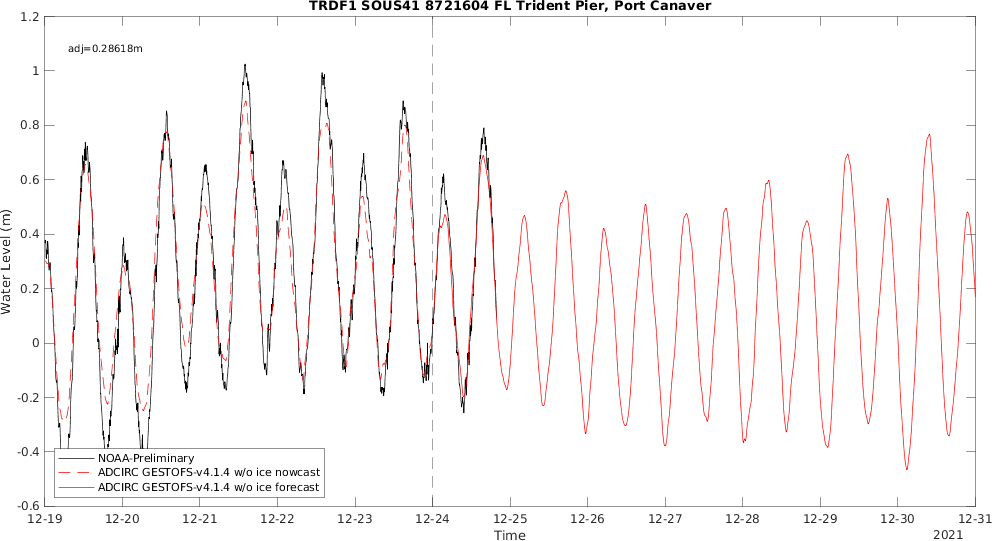 TRDF1 SOUS41 8721604 FL Trident Pier, Port Canaver
adj=0.28618m
1.2
1
0.8
0.6
0.4
0.2
0
-0.2
-0.4
-0.6
Water Level (m)
NOAA-Preliminary
ADCIRC GESTOFS-v4.1.4 w/o ice nowcast
ADCIRC GESTOFS-v4.1.4 w/o ice forecast
12-19 12-20 12-21 12-22 12-23 12-24 12-25 12-26 12-27 12-28 12-29 12-30 12-31
Time
2021